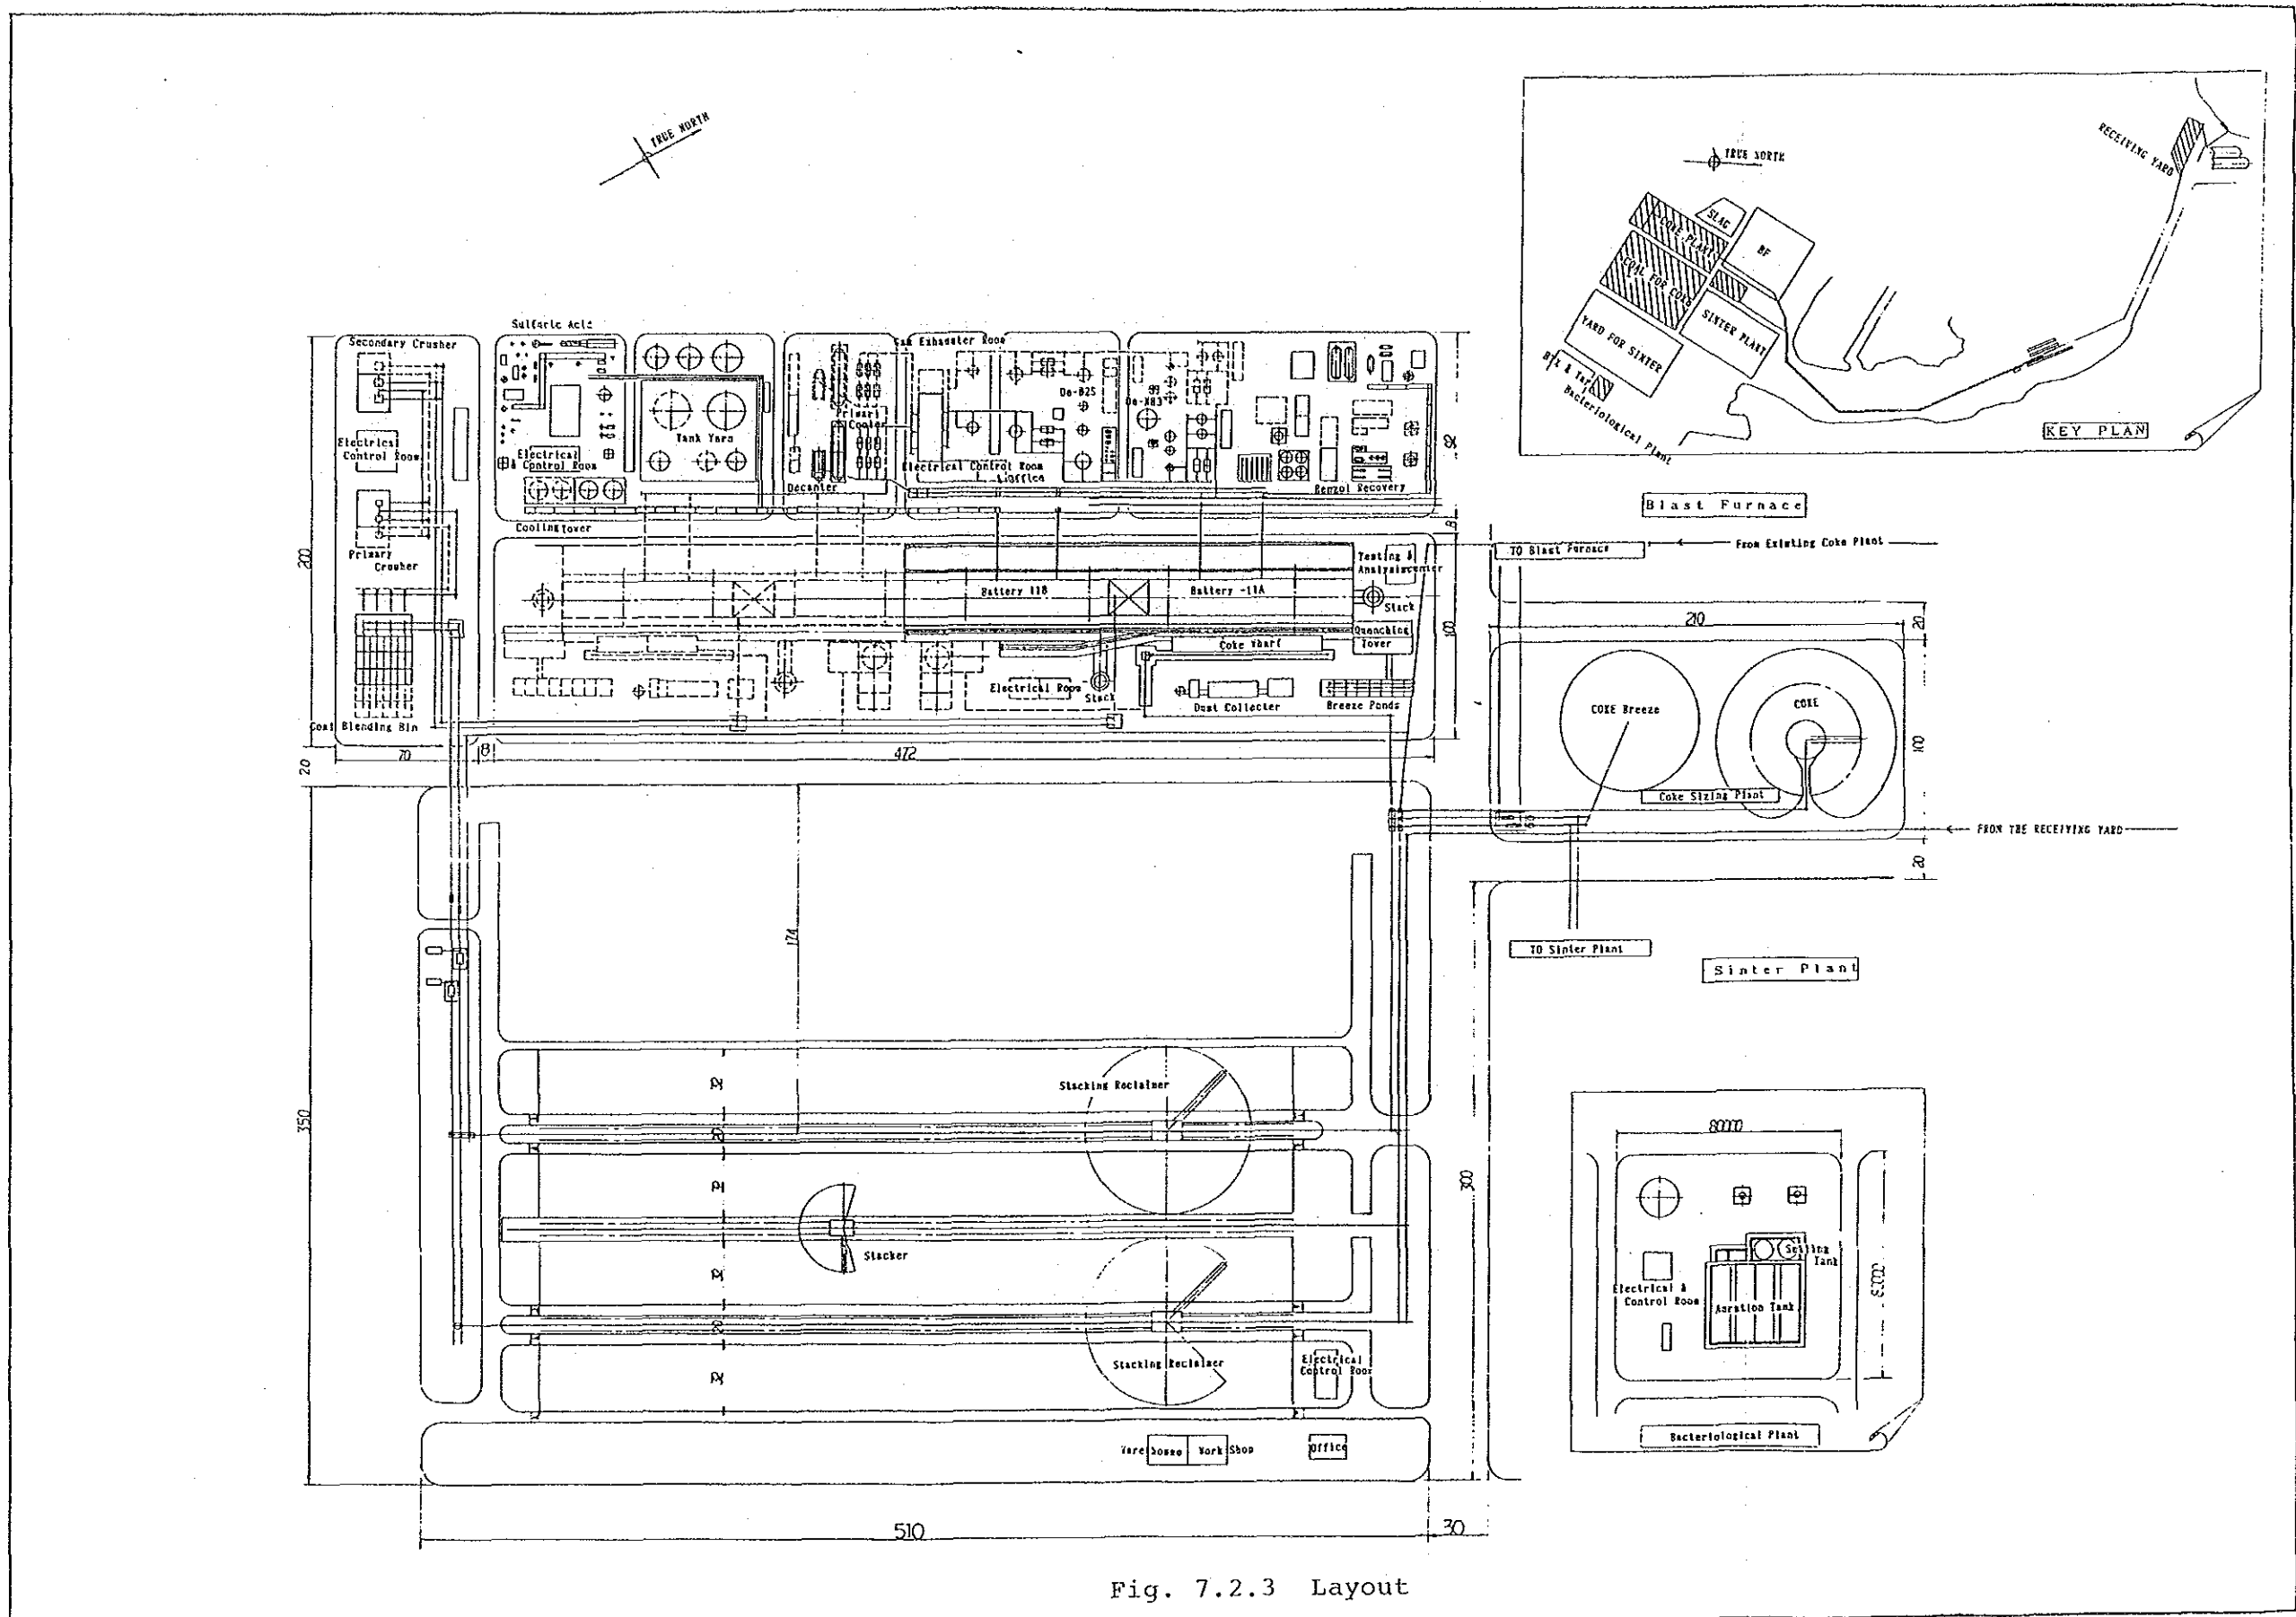 TRUE NORTH
TRUE NORTH
RECEIVING YARD
SLAG
COKE PLANT
BF
COAL FOR COKE
SINTER PLANT
YARD FOR SINTER
Bacteriological Plant
KEY PLAN
Sulfuric Acid
Secondary Crusher
Gas Exhauster Room
Electrical
Control Room
Electrical
& Control Room
Tank Yard
Primary
Cooler
Decanter
Electrical Control Room
& Office
Benzol Recovery
Cooling Tower
Primary
Crusher
Coal Blending Bin
92
8
200
100
Battery 11B
Battery -11A
Testing &
Analysis center
Stack
Quenching
Tower
Coke Wharf
Electrical Room
Stack
Dust Collecter
Breeze Ponds
70
8
472
20
Blast Furnace
TO Blast Furnace
From Existing Coke Plant
210
20
COKE Breeze
COKE
100
Coke Sizing Plant
FROM THE RECEIVING YARD
20
TO Sinter Plant
Sinter Plant
174
350
300
Stacking Reclaimer
Stacker
Stacking Reclaimer
Electrical
Control Room
Ware house
Work Shop
Office
510
30
80000
80000
Tank
Electrical &
Control Room
Aeration Tank
Bacteriological Plant
Fig. 7.2.3 Layout